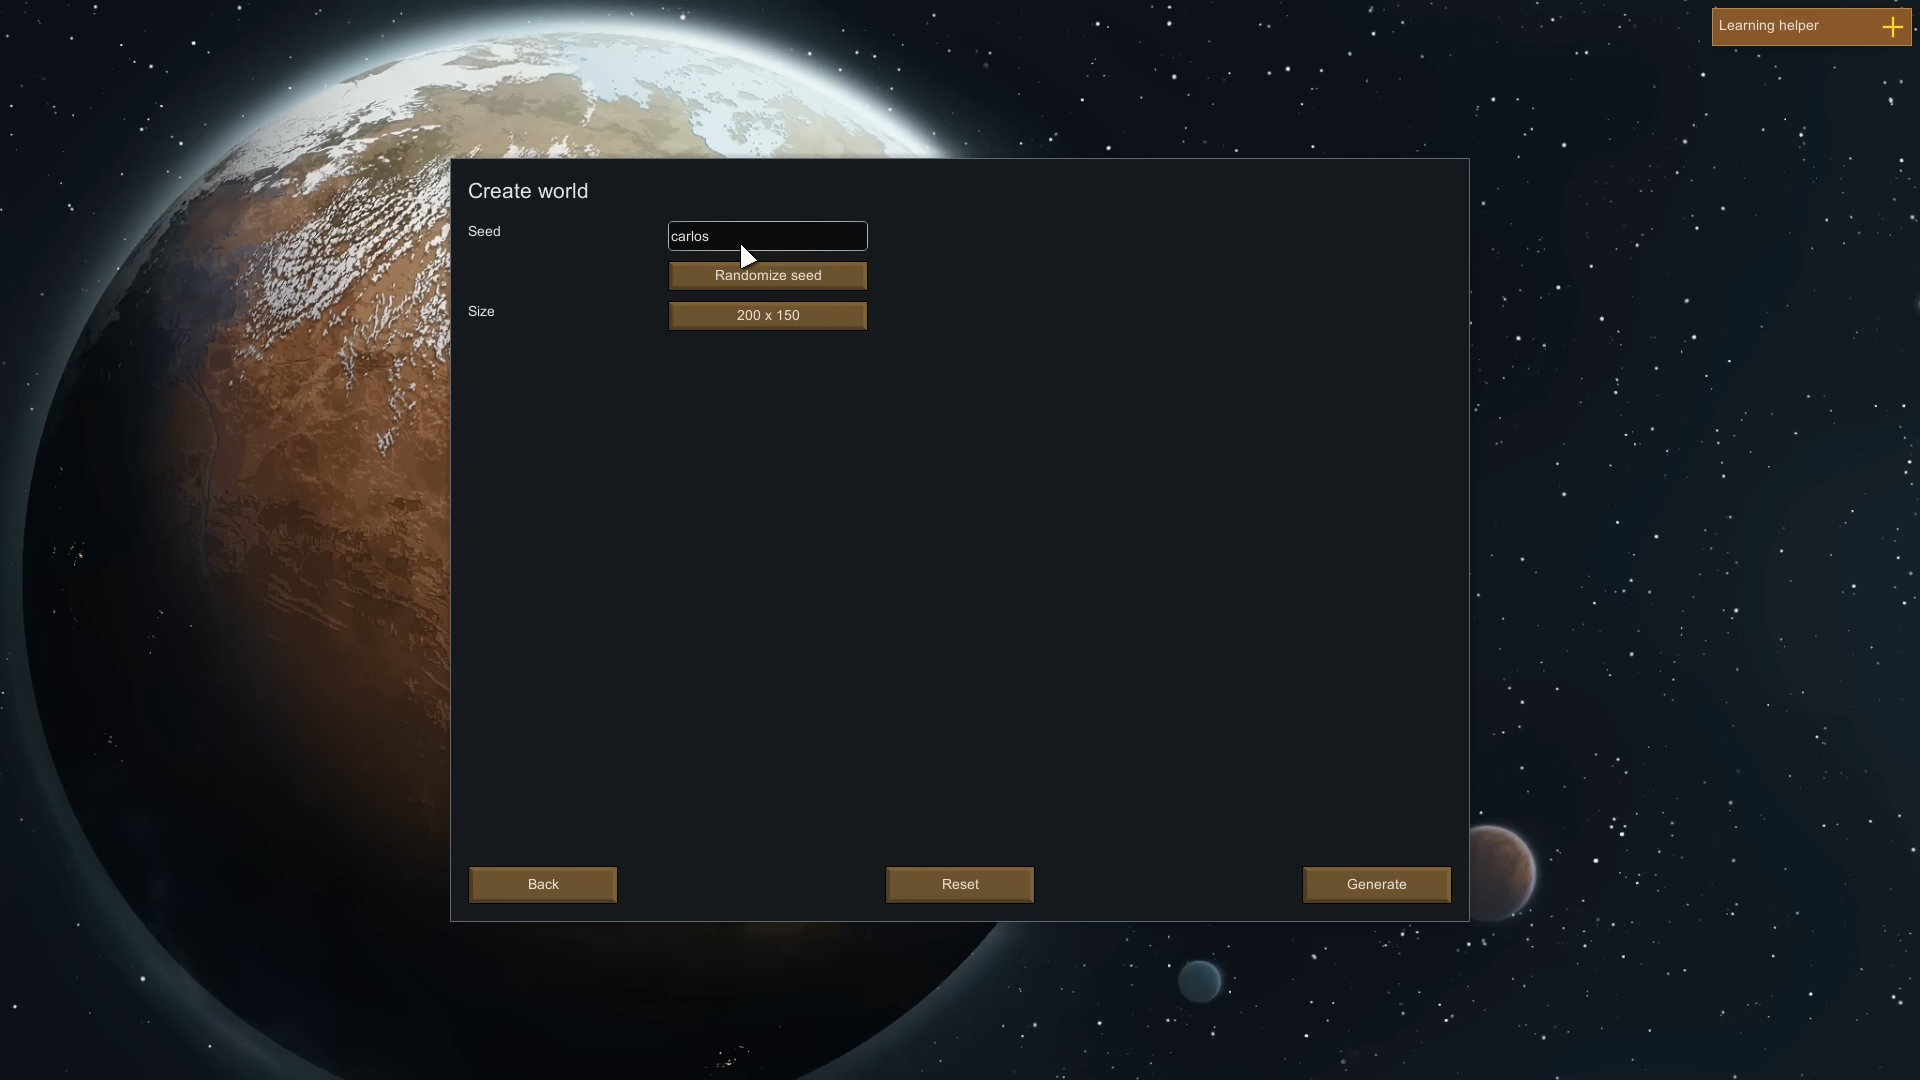 Learning helper
Create world
Seed
carlos
Randomize seed
Size
200 x 150
Back
Reset
Generate